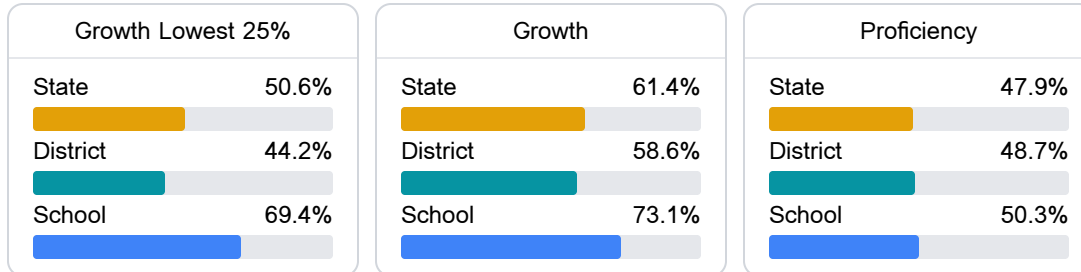 Growth Lowest 25%
State 50.6%
District 44.2%
School 69.4%
Growth
State 61.4%
District 58.6%
School 73.1%
Proficiency
State 47.9%
District 48.7%
School 50.3%